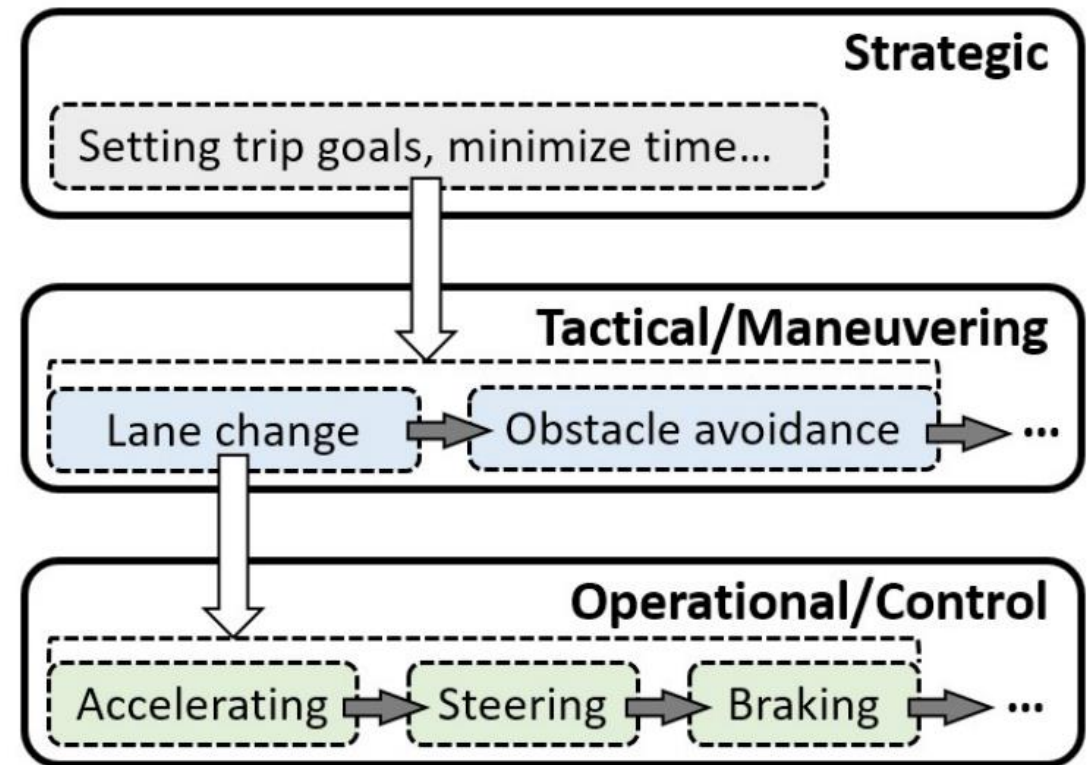 Strategic
Setting trip goals, minimize time...
Tactical/Maneuvering
Lane change
Obstacle avoidance
...
Operational/Control
Accelerating
Steering
Braking
...